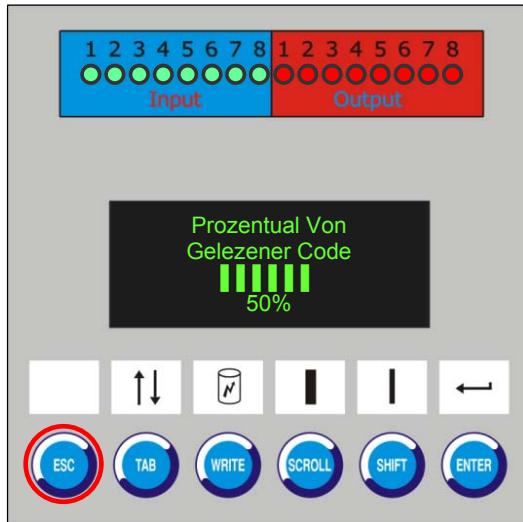 1 2 3 4 5 6 7 8 1 2 3 4 5 6 7 8
Input Output
Prozentual Von
Gelezener Code
50%
ESC TAB WRITE SCROLL SHIFT ENTER